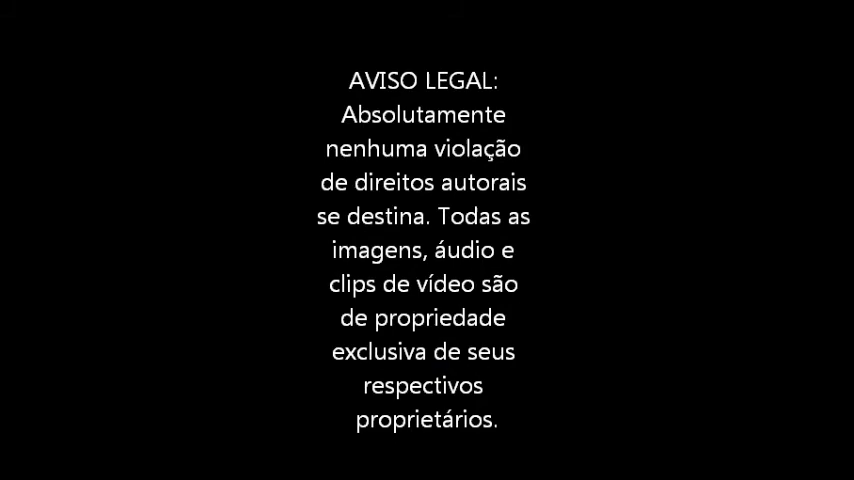 AVISO LEGAL:
Absolutamente
nenhuma violação
de direitos autorais
se destina. Todas as
imagens, áudio e
clips de vídeo são
de propriedade
exclusiva de seus
respectivos
proprietários.